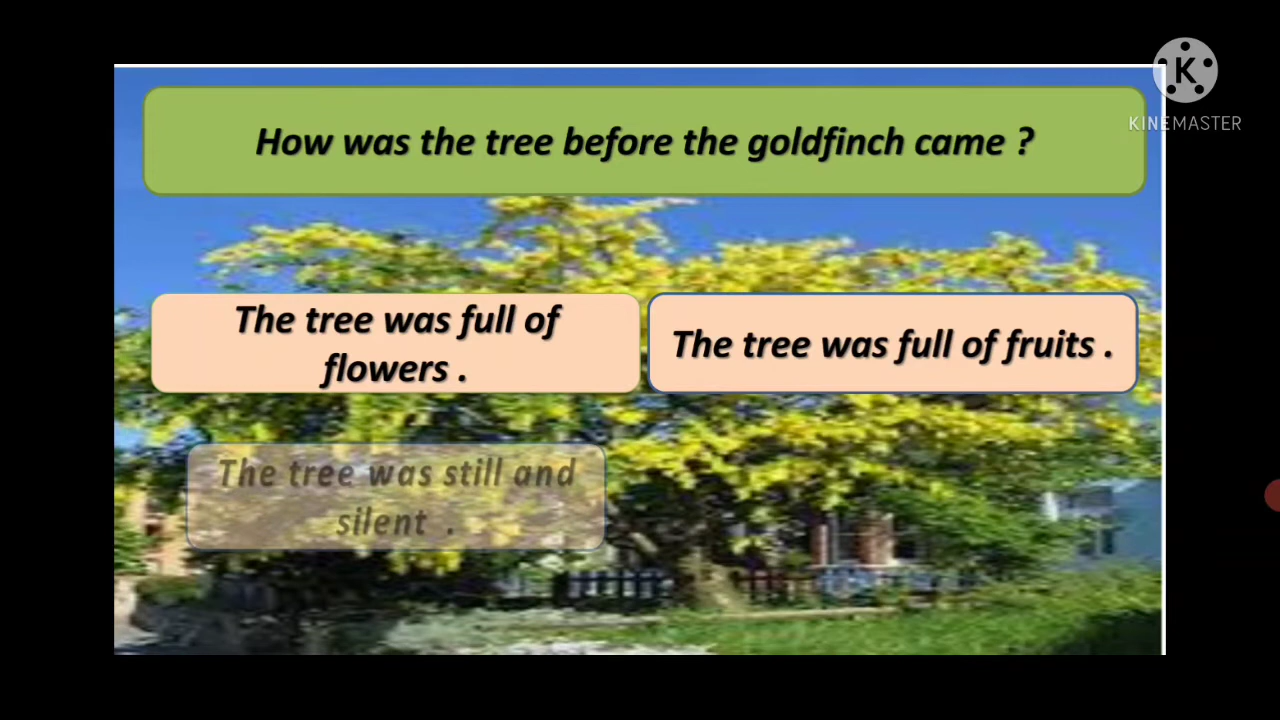 How was the tree before the goldfinch came ?
The tree was full of
flowers .
The tree was full of fruits .
The tree was still and
silent .
K
KINEMASTER